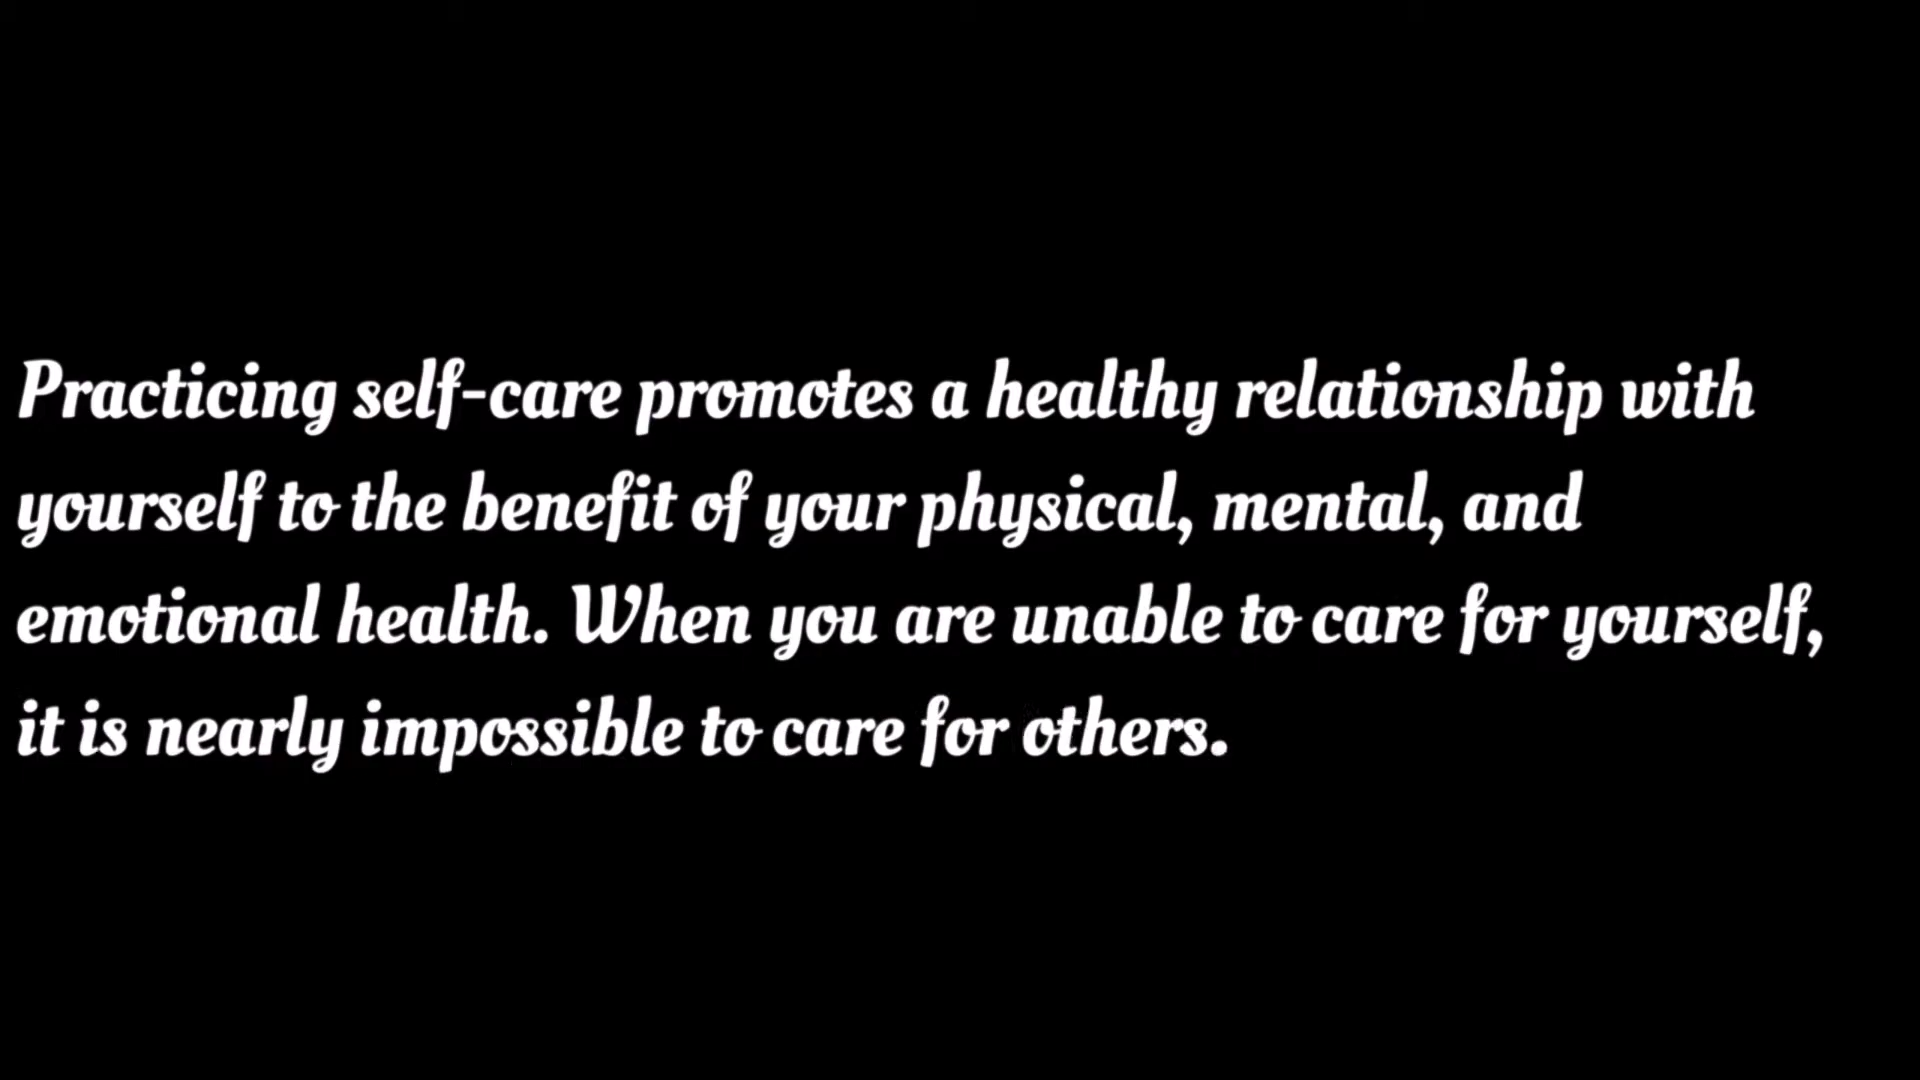 Practicing self-care promotes a healthy relationship with
yourself to the benefit of your physical, mental, and
emotional health. When you are unable to care for yourself,
it is nearly impossible to care for others.